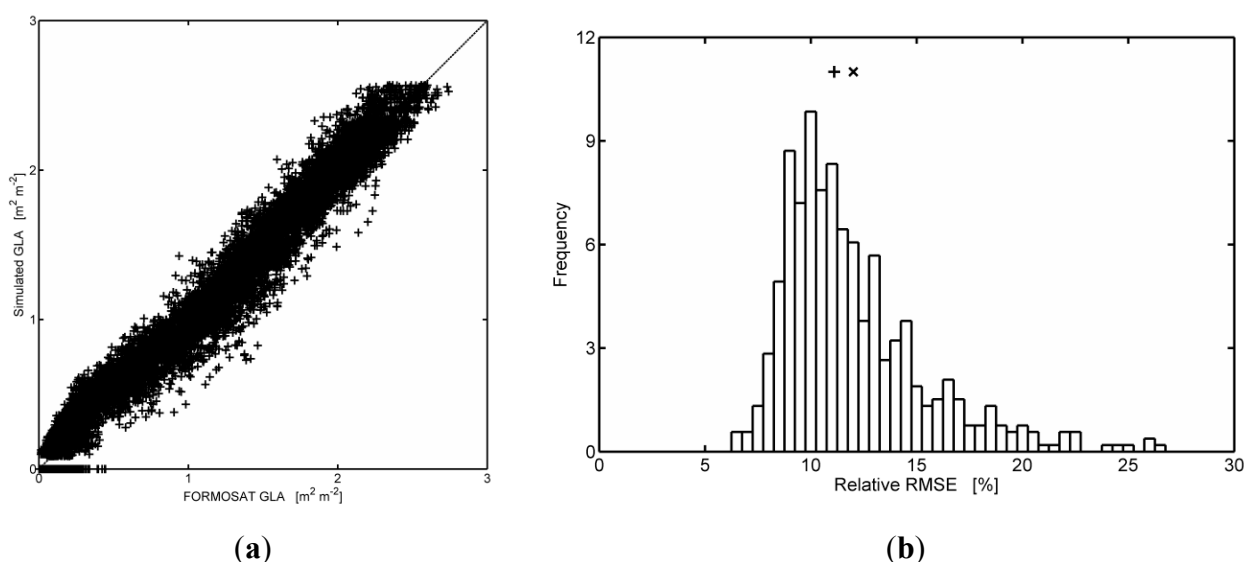 3
2
1
0
Simulated GLA [m² m⁻²]
0 1 2 3
FORMOSAT GLA [m² m⁻²]
(a)
12
9
6
3
0
Frequency
0 5 10 15 20 25 30
Relative RMSE [%]
(b)